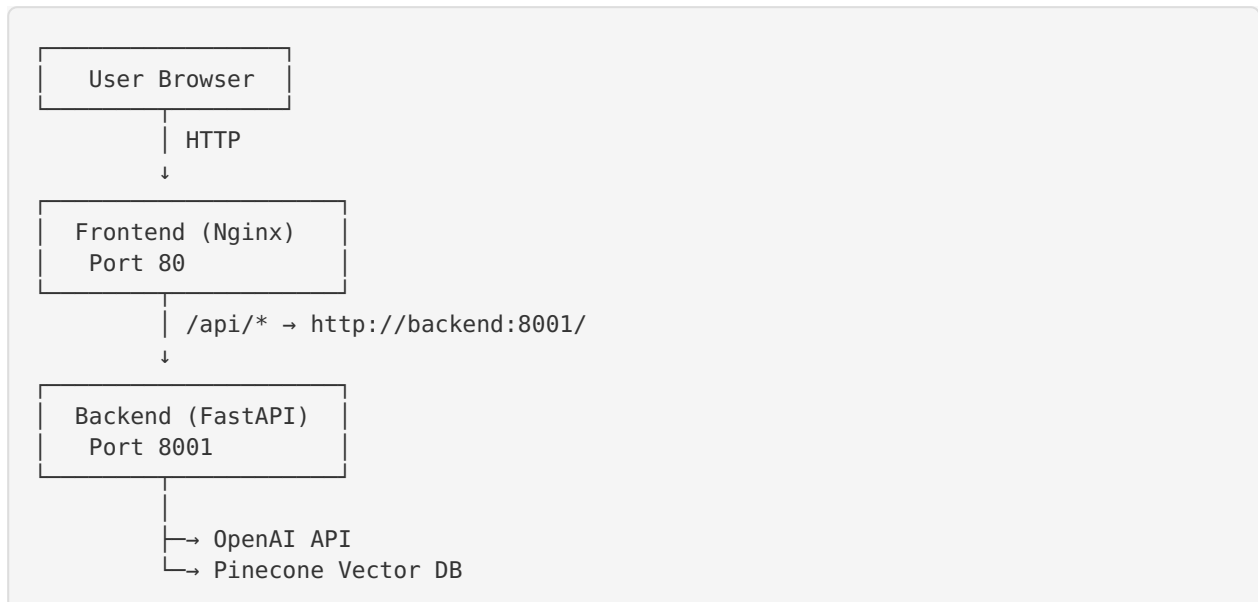 User Browser
HTTP
↓
Frontend (Nginx)
Port 80
/api/* → http://backend:8001/
↓
Backend (FastAPI)
Port 8001
├─→ OpenAI API
└─→ Pinecone Vector DB